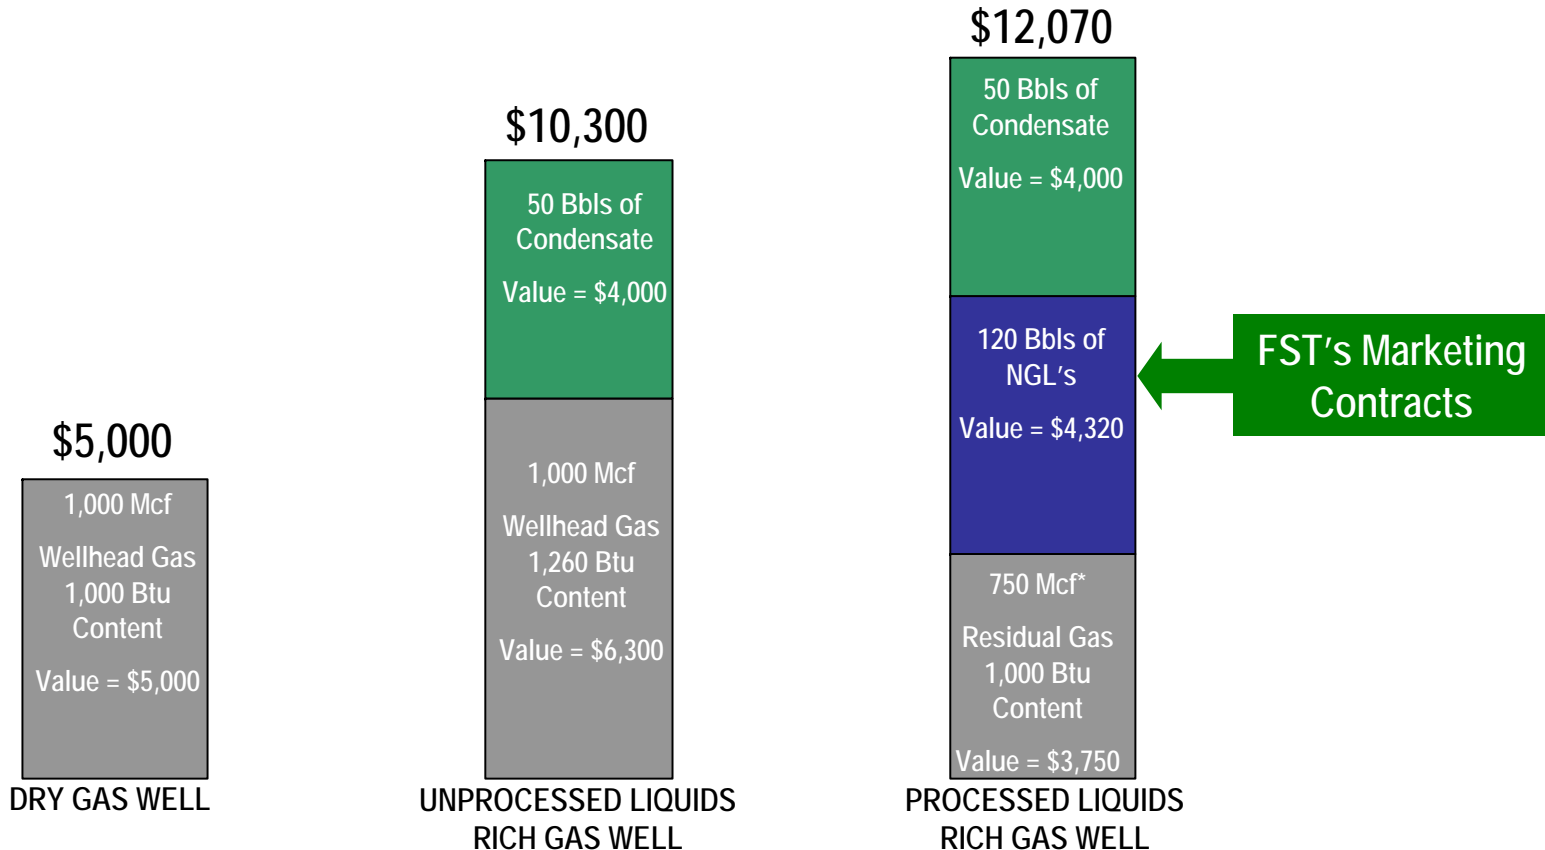 $5,000
1,000 Mcf
Wellhead Gas
1,000 Btu
Content
Value = $5,000
DRY GAS WELL
$10,300
50 Bbls of
Condensate
Value = $4,000
1,000 Mcf
Wellhead Gas
1,260 Btu
Content
Value = $6,300
UNPROCESSED LIQUIDS
RICH GAS WELL
$12,070
50 Bbls of
Condensate
Value = $4,000
120 Bbls of
NGL's
Value = $4,320
750 Mcf*
Residual Gas
1,000 Btu
Content
Value = $3,750
PROCESSED LIQUIDS
RICH GAS WELL
FST's Marketing
Contracts